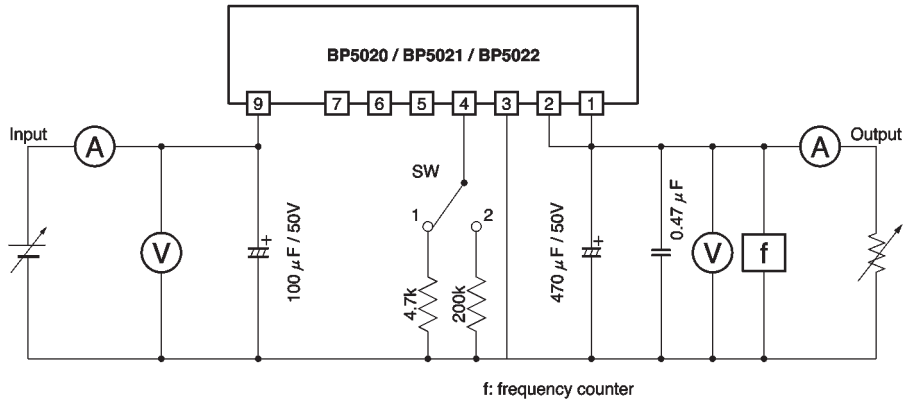 BP5020 / BP5021 / BP5022
9 7 6 5 4 3 2 1
Input
A
A
Output
SW
1
2
V
100 μF / 50V
+
4.7k
200k
470 μF / 50V
+
0.47 μF
V
f
f: frequency counter